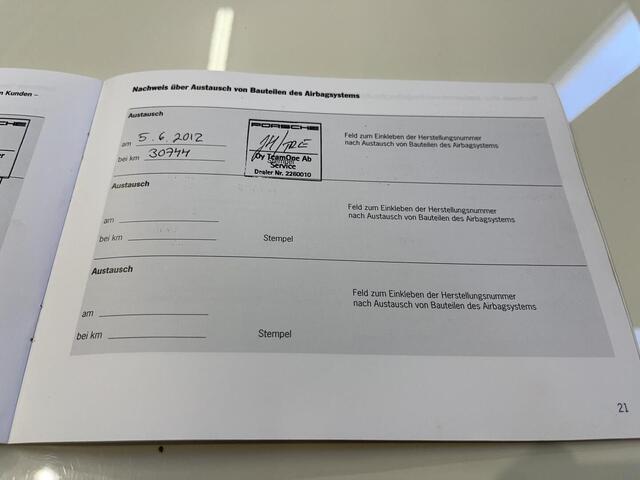 n Kunden –
Nachweis über Austausch von Bauteilen des Airbagsystems
Austausch
am 5.6.2012
bei km 30744
PORSCHE
Oy TeamOne Ab
Stempel
Service
Dealer Nr. 2260010
Feld zum Einkleben der Herstellungsnummer
nach Austausch von Bauteilen des Airbagsystems
Austausch
am
bei km
Stempel
Feld zum Einkleben der Herstellungsnummer
nach Austausch von Bauteilen des Airbagsystems
Austausch
am
bei km
Stempel
Feld zum Einkleben der Herstellungsnummer
nach Austausch von Bauteilen des Airbagsystems
21